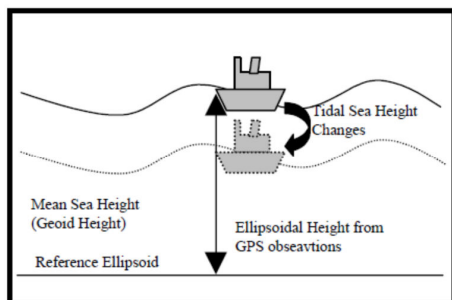 Tidal Sea Height
Changes
Mean Sea Height
(Geoid Height)
Ellipsoidal Height from
GPS obseavtions
Reference Ellipsoid